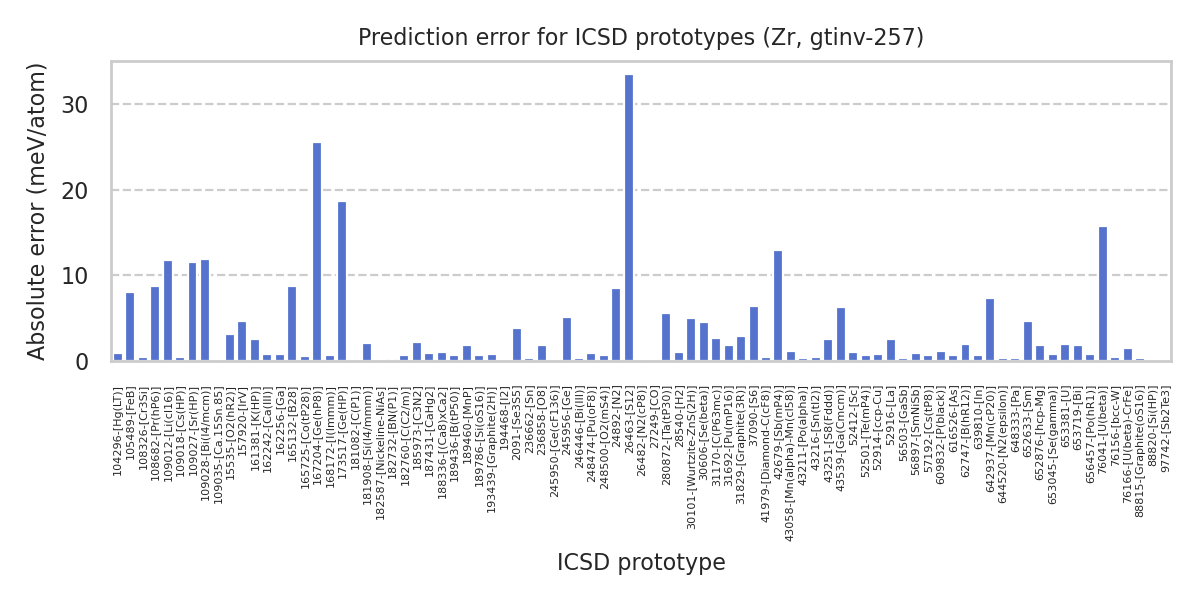 Prediction error for ICSD prototypes (Zr, gtinv-257)
Absolute error (meV/atom)
30
20
10
0
104296-[Hg(LT)]
105489-[FeB]
108326-[Cr3Si]
108682-[Pr(hP6)]
109012-[Li(cI16)]
109018-[Cs(HP)]
109027-[Sr(HP)]
109028-[Bi(I4/mcm)]
109035-[Ca.15Sn.85]
15535-[O2(hR2)]
157920-[IrV]
161381-[K(HP)]
162242-[Ca(III)]
162256-[Ga]
165132-[B28]
165725-[Co(tP28)]
167204-[Ge(hP8)]
168172-[I(Immm)]
173517-[Ge(HP)]
181082-[C(P1)]
181908-[Si(I4/mmm)]
182587-[Nickeline-NiAs]
182732-[BN(P1)]
182760-[C(C2/m)]
185973-[C3N2]
187431-[CaHg2]
188336-[(Ca8)xCa2]
189436-[B(tP50)]
189460-[MnP]
189786-[Si(oS16)]
193439-[Graphite(2H)]
194468-[I2]
2091-[Se3S5]
236662-[Sn]
236858-[O8]
245950-[Ge(cF136)]
245956-[Ge]
246446-[Bi(III)]
248474-[Pu(oF8)]
248500-[O2(mS4)]
24892-[N2]
26463-[S12]
26482-[N2(cP8)]
27249-[CO]
280872-[Ta(tP30)]
28540-[H2]
30101-[Wurtzite-ZnS(2H)]
30606-[Se(beta)]
31170-[C(P63mc)]
31692-[Pu(mP16)]
31829-[Graphite(3R)]
37090-[S6]
41979-[Diamond-C(cF8)]
42679-[Sb(mP4)]
43058-[Mn(alpha)-Mn(cI58)]
43211-[Po(alpha)]
43216-[Sn(tI2)]
43251-[S8(Fddd)]
43539-[Ga(Cmcm)]
52412-[Sc]
52501-[Te(mP4)]
52914-[ccp-Cu]
52916-[La]
56503-[GaSb]
56897-[SmNiSb]
57192-[Cs(tP8)]
609832-[P(black)]
616526-[As]
62747-[B(hR12)]
639810-[In]
642937-[Mn(cP20)]
644520-[N2(epsilon)]
648333-[Pa]
652633-[Sm]
652876-[hcp-Mg]
653045-[Se(gamma)]
653381-[U]
653719-[Bi]
656457-[Po(hR1)]
76041-[U(beta)]
76156-[bcc-W]
76166-[U(beta)-CrFe]
88815-[Graphite(oS16)]
88820-[Si(HP)]
97742-[Sb2Te3]
ICSD prototype